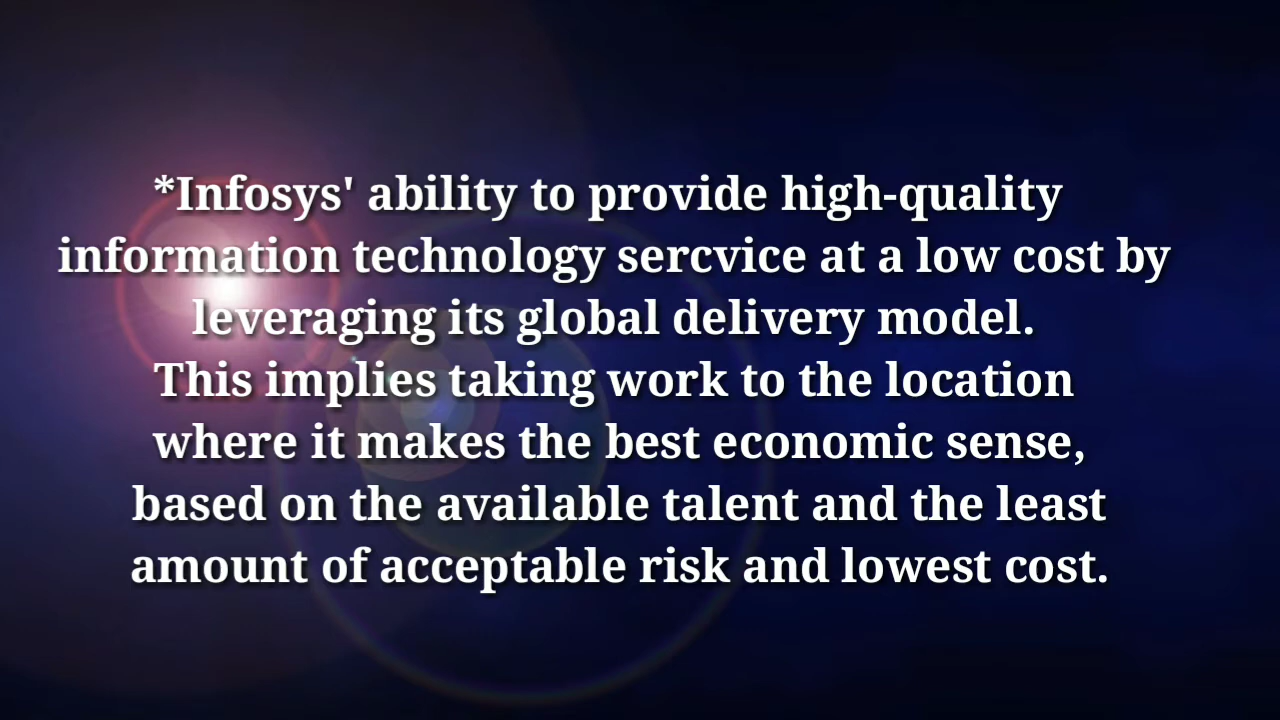 *Infosys' ability to provide high-quality
information technology sercvice at a low cost by
leveraging its global delivery model.
This implies taking work to the location
where it makes the best economic sense,
based on the available talent and the least
amount of acceptable risk and lowest cost.